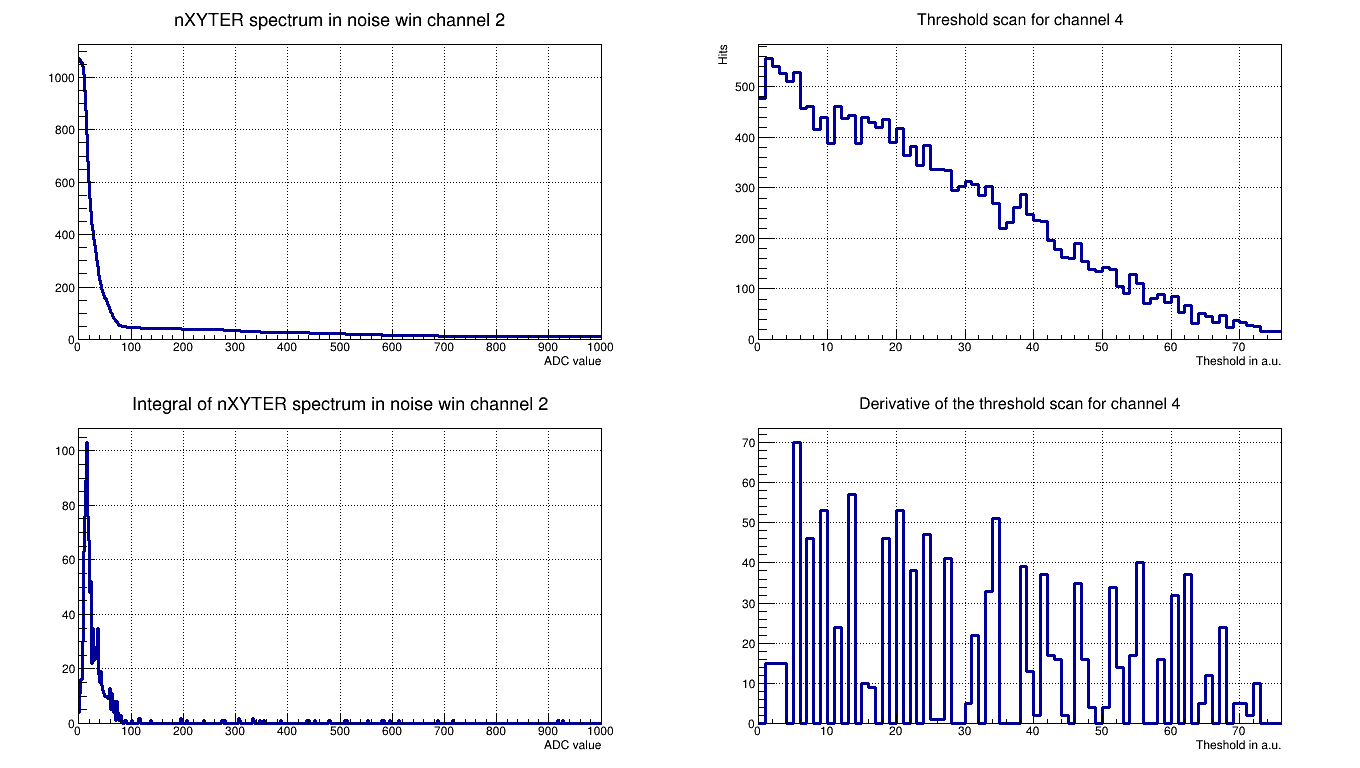 nXYTER spectrum in noise win channel 2
1000
800
600
400
200
0
0 100 200 300 400 500 600 700 800 900 1000
ADC value
Threshold scan for channel 4
Hits
500
400
300
200
100
0
0 10 20 30 40 50 60 70
Theshold in a.u.
Integral of nXYTER spectrum in noise win channel 2
100
80
60
40
20
0
0 100 200 300 400 500 600 700 800 900 1000
ADC value
Derivative of the threshold scan for channel 4
70
60
50
40
30
20
10
0
0 10 20 30 40 50 60 70
Theshold in a.u.